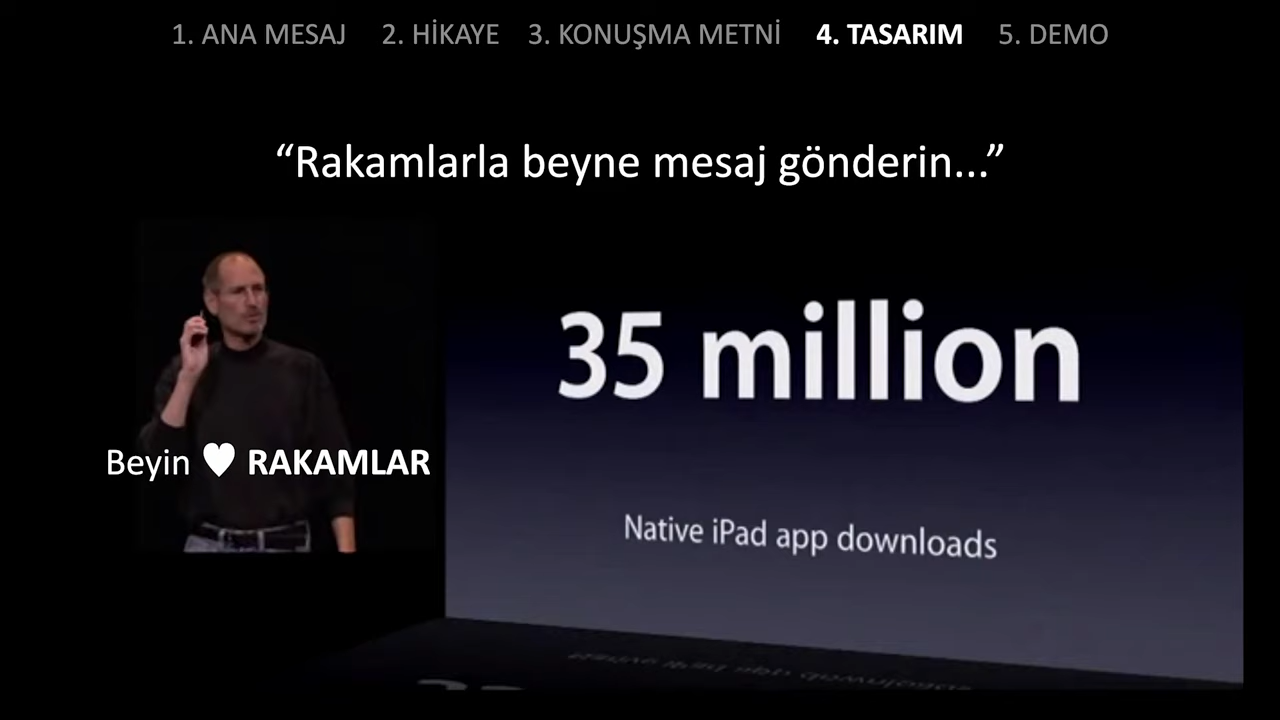 1. ANA MESAJ 2. HİKAYE 3. KONUŞMA METNİ 4. TASARIM 5. DEMO
“Rakamlarla beyne mesaj gönderin...”
35 million
Beyin ♥ RAKAMLAR
Native iPad app downloads